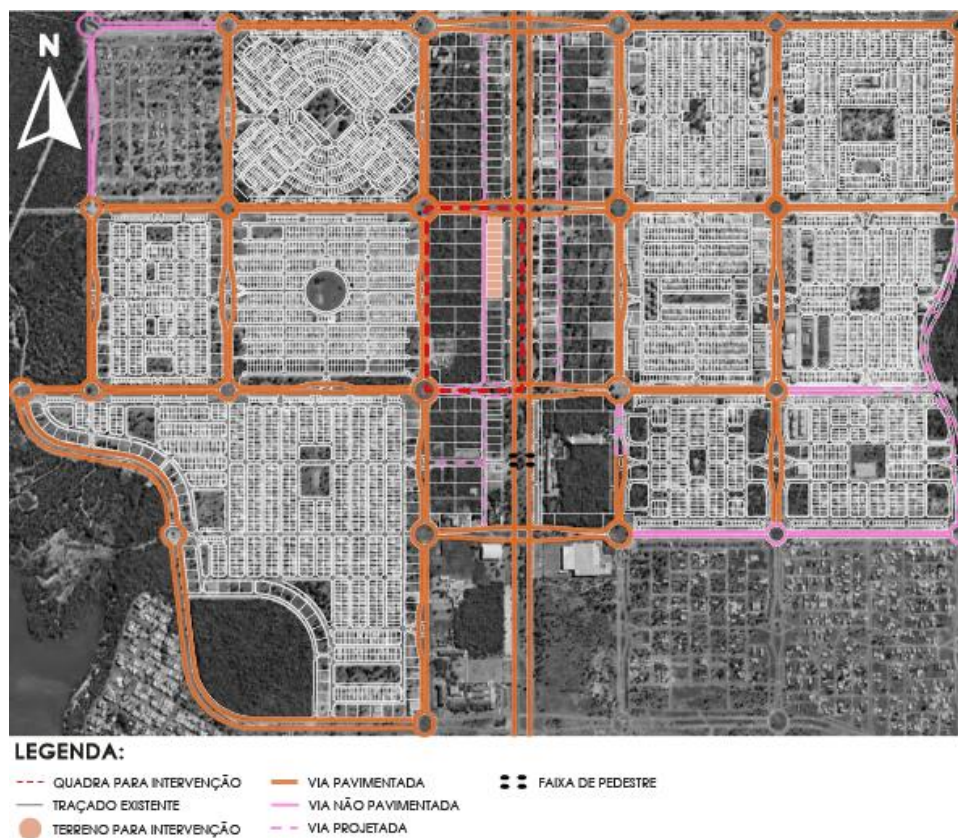 N
LEGENDA:
QUADRA PARA INTERVENÇÃO
TRAÇADO EXISTENTE
TERRENO PARA INTERVENÇÃO
VIA PAVIMENTADA
VIA NÃO PAVIMENTADA
VIA PROJETADA
FAIXA DE PEDESTRE